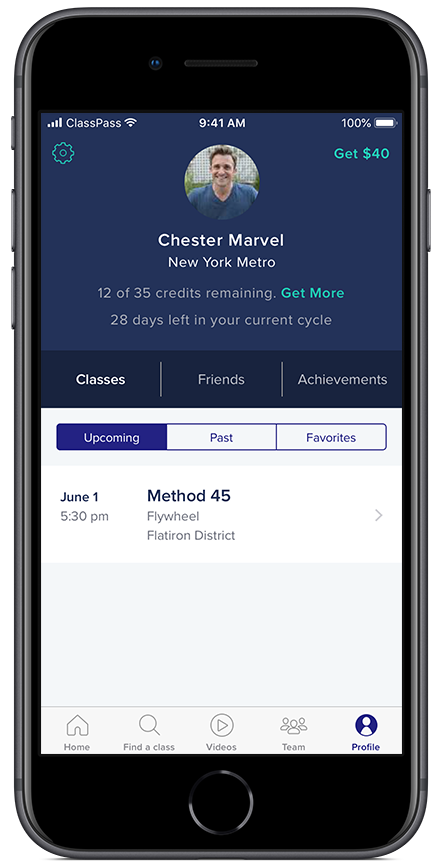 ClassPass
9:41 AM
100%
Get $40
Chester Marvel
New York Metro
12 of 35 credits remaining. Get More
28 days left in your current cycle
Classes
Friends
Achievements
Upcoming
Past
Favorites
June 1
Method 45
5:30 pm
Flywheel
Flatiron District
Home
Find a class
Videos
Team
Profile